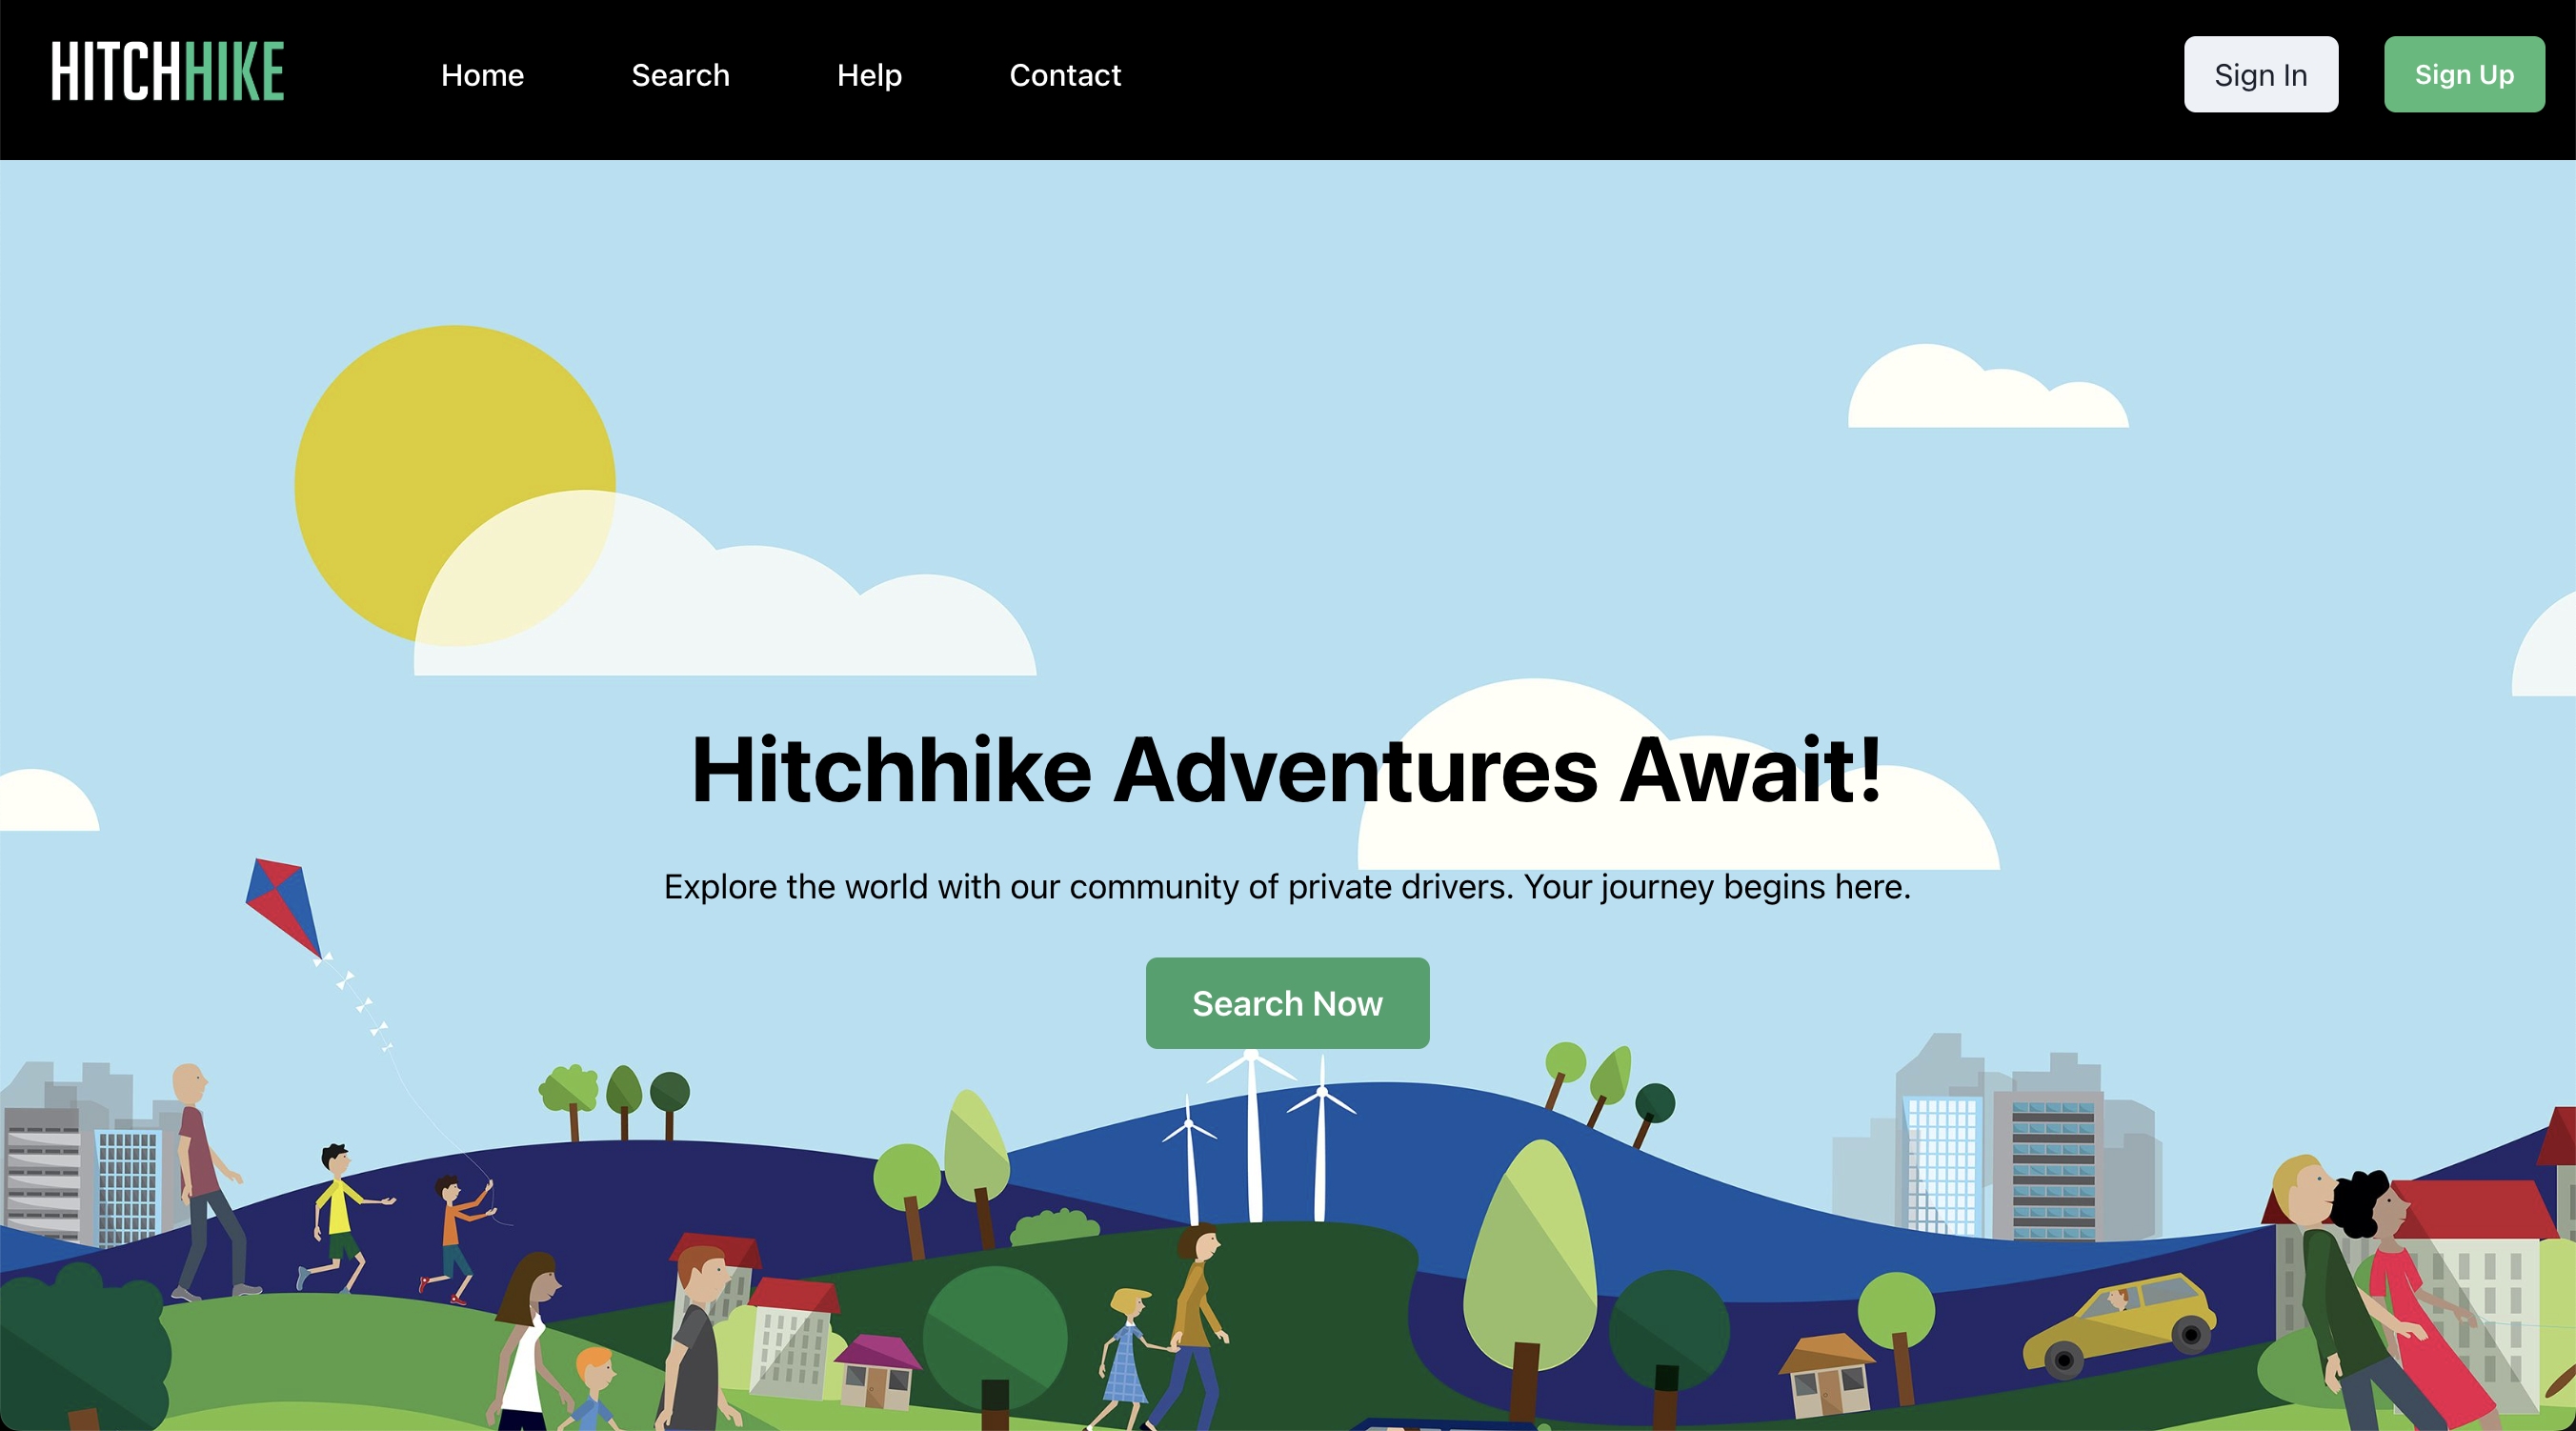 HITCHHIKE
Home Search Help Contact
Sign In Sign Up
Hitchhike Adventures Await!
Explore the world with our community of private drivers. Your journey begins here.
Search Now